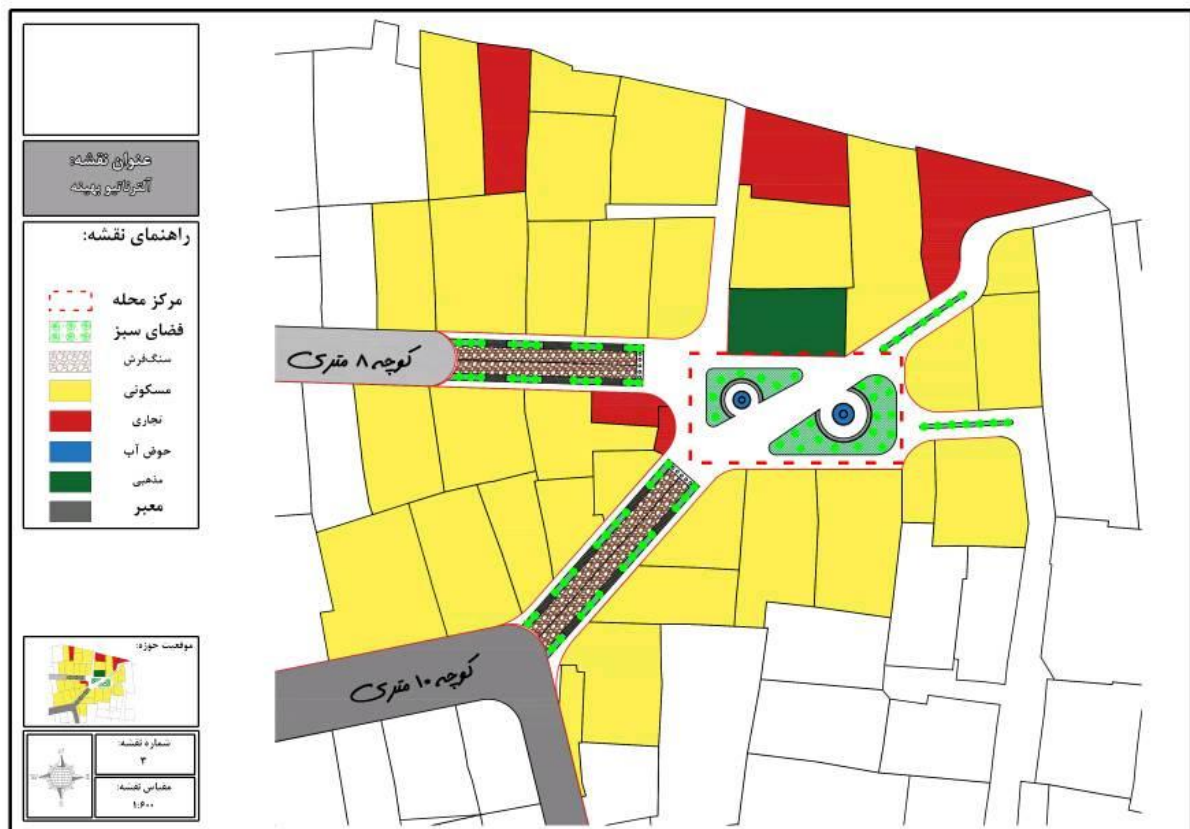 عنوان نقشه:
آلترناتیو بهینه
راهنمای نقشه:
مرکز محله
فضای سبز
سنگ‌فرش
مسکونی
تجاری
حوض آب
مذهبی
معبر
موقعیت حوزه:
شماره نقشه:
۳
مقیاس نقشه:
۱:۶۰۰
کوچه ۸ متری
کوچه ۱۰ متری